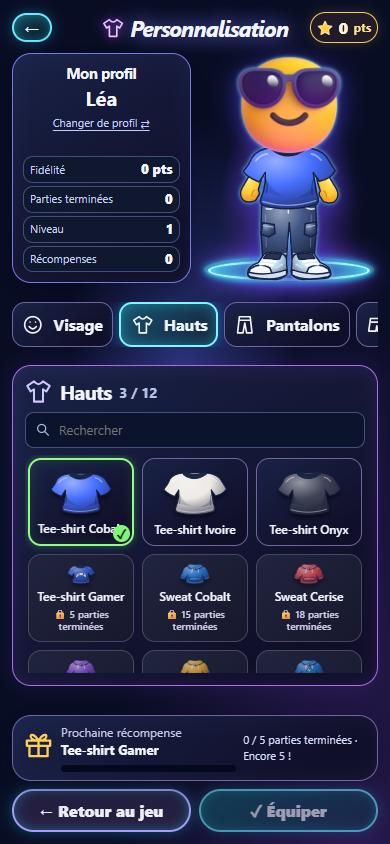 ←
Personnalisation
0 pts
Mon profil
Léa
Changer de profil ⇄
Fidélité 0 pts
Parties terminées 0
Niveau 1
Récompenses 0
Visage
Hauts
Pantalons
Hauts 3 / 12
Rechercher
Tee-shirt Cobalt
Tee-shirt Ivoire
Tee-shirt Onyx
Tee-shirt Gamer
5 parties
terminées
Sweat Cobalt
15 parties
terminées
Sweat Cerise
18 parties
terminées
Prochaine récompense
Tee-shirt Gamer
0 / 5 parties terminées ·
Encore 5 !
← Retour au jeu
✓ Équiper